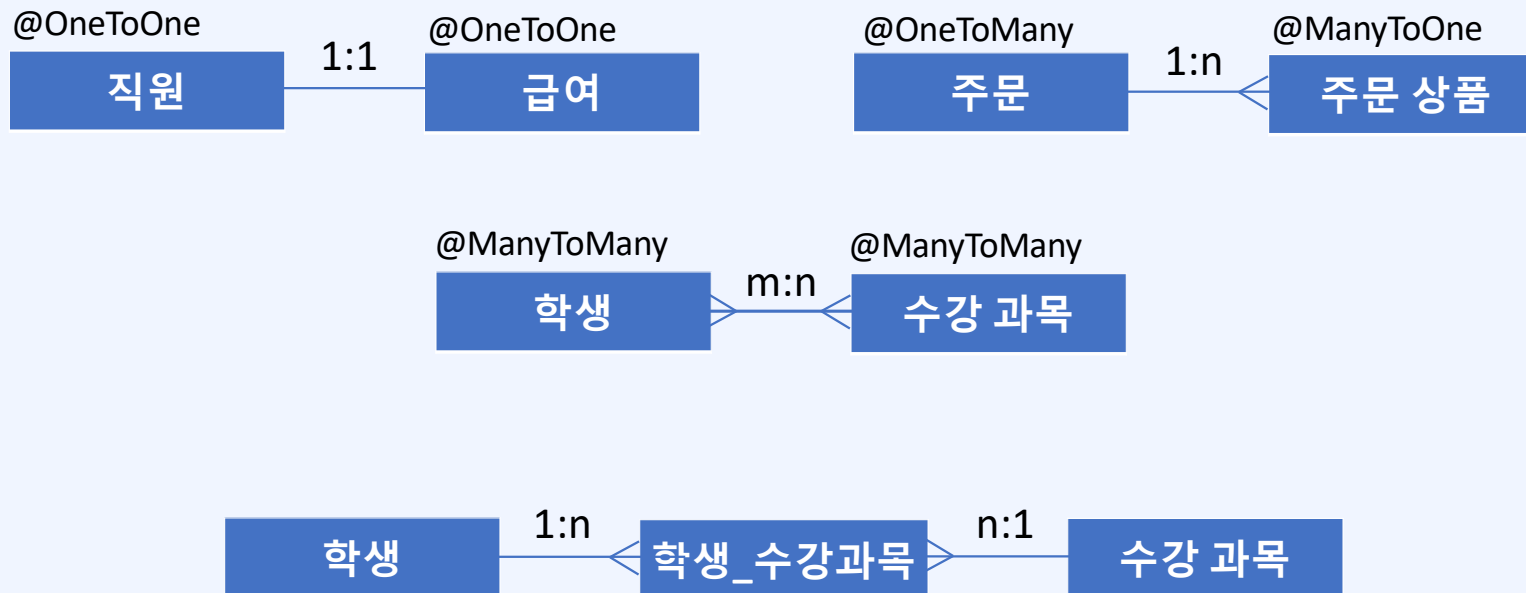 @OneToOne
직원
1:1
@OneToOne
급여
@OneToMany
주문
1:n
@ManyToOne
주문 상품
@ManyToMany
학생
m:n
@ManyToMany
수강 과목
학생
1:n
학생_수강과목
n:1
수강 과목